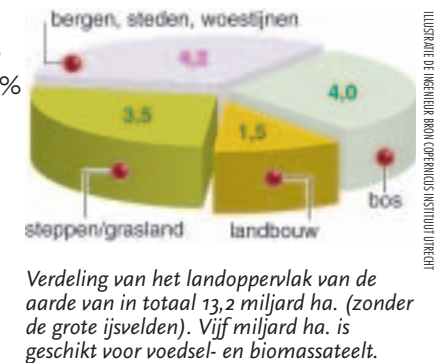 bergen, steden, woestijnen
%
4,2
4,0
3,5
1,5
bos
steppen/grasland
landbouw
ILLUSTRATIE DE INGENIEUR BRON COPERNICUS INSTITUUT UTRECHT
Verdeling van het landoppervlak van de
aarde van in totaal 13,2 miljard ha. (zonder
de grote ijsvelden). Vijf miljard ha. is
geschikt voor voedsel- en biomassateelt.